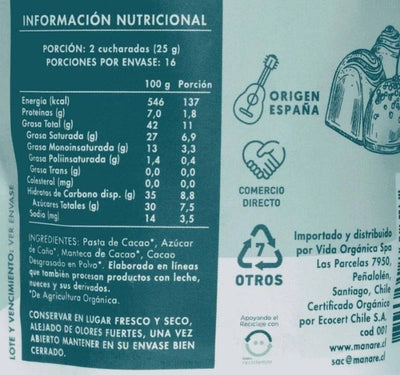 INFORMACIÓN NUTRICIONAL
PORCIÓN: 2 cucharadas (25 g)
PORCIONES POR ENVASE: 16
100 g Porción
Energía (kcal) 546 137
Proteínas (g) 7,0 1,8
Grasa Total (g) 42 11
Grasa Saturada (g) 27 6,9
Grasa Monoinsaturada (g) 13 3,3
Grasa Poliinsaturada (g) 1,4 0,4
Grasa Trans (g) 0,0 0,0
Colesterol (mg) 0,0 0,0
Hidratos de Carbono disp. (g) 35 8,8
Azúcares Totales (g) 30 7,5
Sodio (mg) 14 3,5
INGREDIENTES: Pasta de Cacao*, Azúcar
de Caña*, Manteca de Cacao*, Cacao
Desgrasado en Polvo*. Elaborado en líneas
que también procesan productos con leche,
nueces y sus derivados.
*De Agricultura Orgánica.
CONSERVAR EN LUGAR FRESCO Y SECO,
ALEJADO DE OLORES FUERTES, UNA VEZ
ABIERTO MANTENER EN SU ENVASE BIEN
CERRADO.
LOTE Y VENCIMIENTO: VER ENVASE
ORIGEN
ESPAÑA
COMERCIO
DIRECTO
7
OTROS
Apoyando el
Reciclaje con
Importado y distribuido
por Vida Orgánica Spa
Las Parcelas 7950,
Peñalolén,
Santiago, Chile
Certificado Orgánico
por Ecocert Chile S.A.
cod 001
www.manare.cl
sac@manare.cl